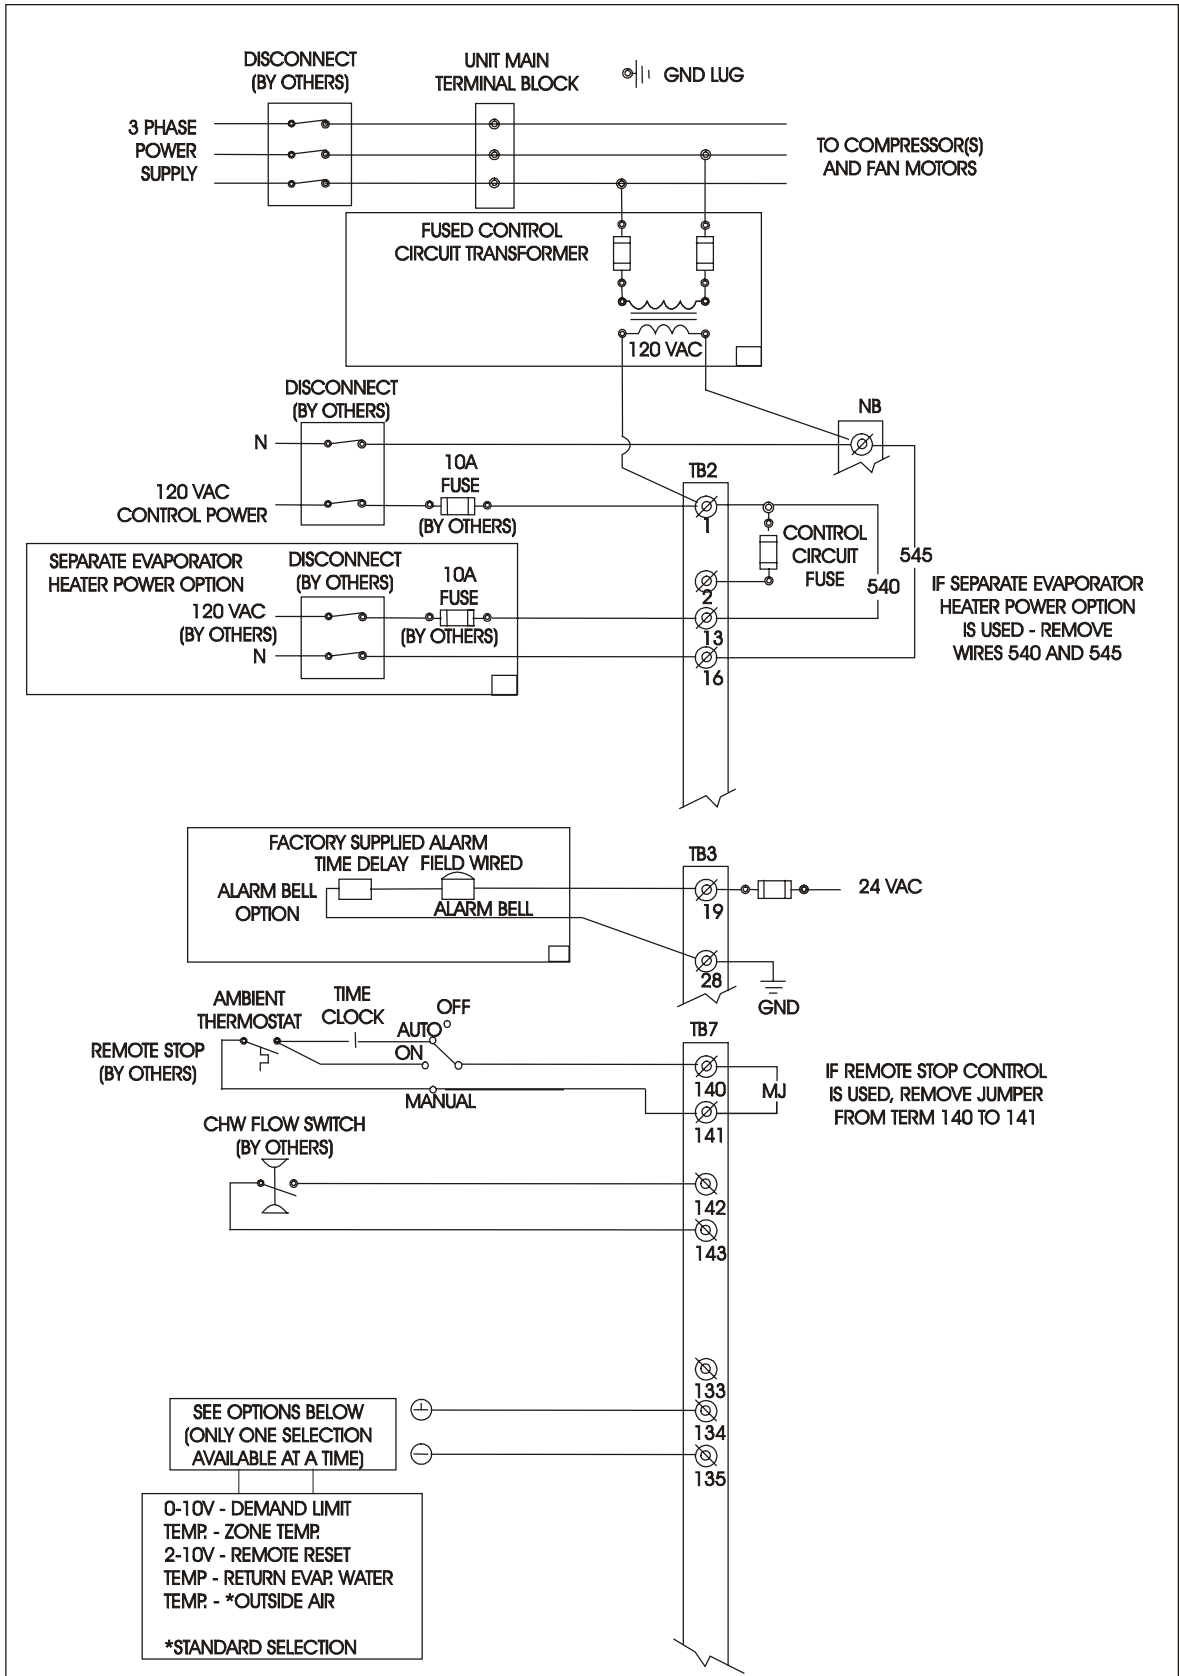 DISCONNECT
(BY OTHERS)
UNIT MAIN
TERMINAL BLOCK
GND LUG
3 PHASE
POWER
SUPPLY
TO COMPRESSOR(S)
AND FAN MOTORS
FUSED CONTROL
CIRCUIT TRANSFORMER
120 VAC
DISCONNECT
(BY OTHERS)
NB
N
10A
FUSE
(BY OTHERS)
TB2
120 VAC
CONTROL POWER
1
CONTROL
CIRCUIT
FUSE
545
540
SEPARATE EVAPORATOR
HEATER POWER OPTION
DISCONNECT
(BY OTHERS)
10A
FUSE
(BY OTHERS)
2
120 VAC
(BY OTHERS)
N
13
16
IF SEPARATE EVAPORATOR
HEATER POWER OPTION
IS USED - REMOVE
WIRES 540 AND 545
FACTORY SUPPLIED ALARM
TIME DELAY FIELD WIRED
ALARM BELL
OPTION
ALARM BELL
TB3
19
24 VAC
28
GND
AMBIENT
THERMOSTAT
TIME
CLOCK
OFF
AUTO
ON
REMOTE STOP
(BY OTHERS)
MANUAL
TB7
140
MJ
141
IF REMOTE STOP CONTROL
IS USED, REMOVE JUMPER
FROM TERM 140 TO 141
CHW FLOW SWITCH
(BY OTHERS)
142
143
133
134
135
SEE OPTIONS BELOW
(ONLY ONE SELECTION
AVAILABLE AT A TIME)
0-10V - DEMAND LIMIT
TEMP. - ZONE TEMP.
2-10V - REMOTE RESET
TEMP - RETURN EVAP. WATER
TEMP. - *OUTSIDE AIR
*STANDARD SELECTION